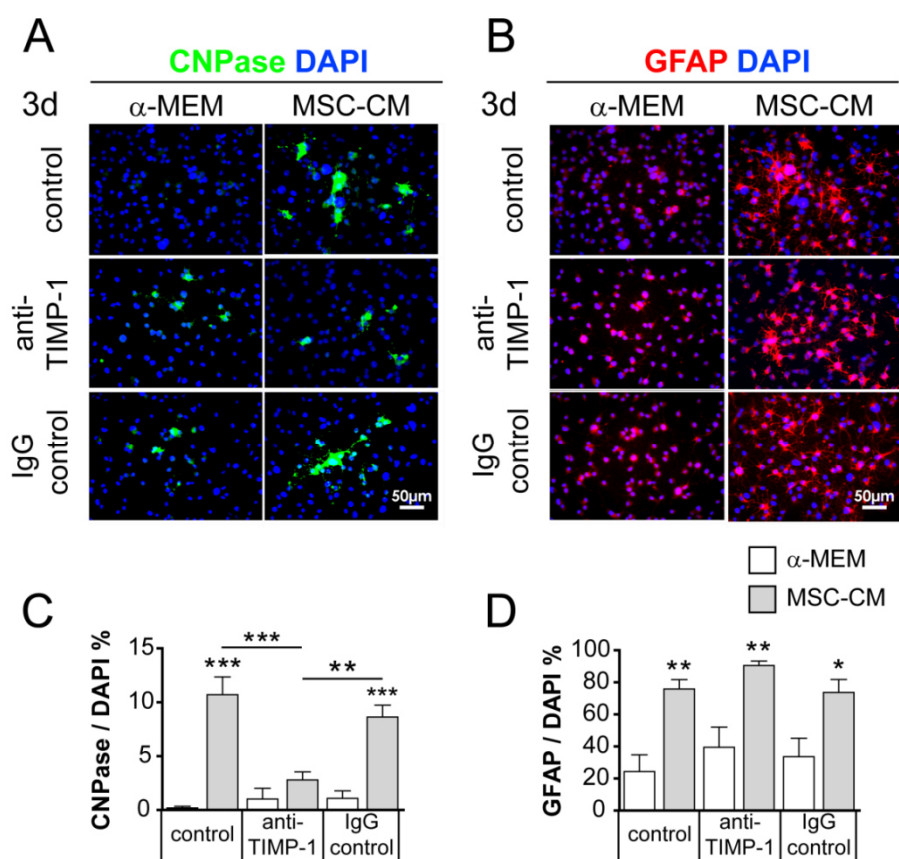 A
CNPase DAPI
3d α-MEM MSC-CM
control
anti-
TIMP-1
IgG
control
50µm
B
GFAP DAPI
3d α-MEM MSC-CM
control
anti-
TIMP-1
IgG
control
50µm
α-MEM
MSC-CM
C
CNPase / DAPI %
15
10
5
0
***
***
**
***
control
anti-
TIMP-1
IgG
control
D
GFAP / DAPI %
100
80
60
40
20
0
**
**
*
control
anti-
TIMP-1
IgG
control